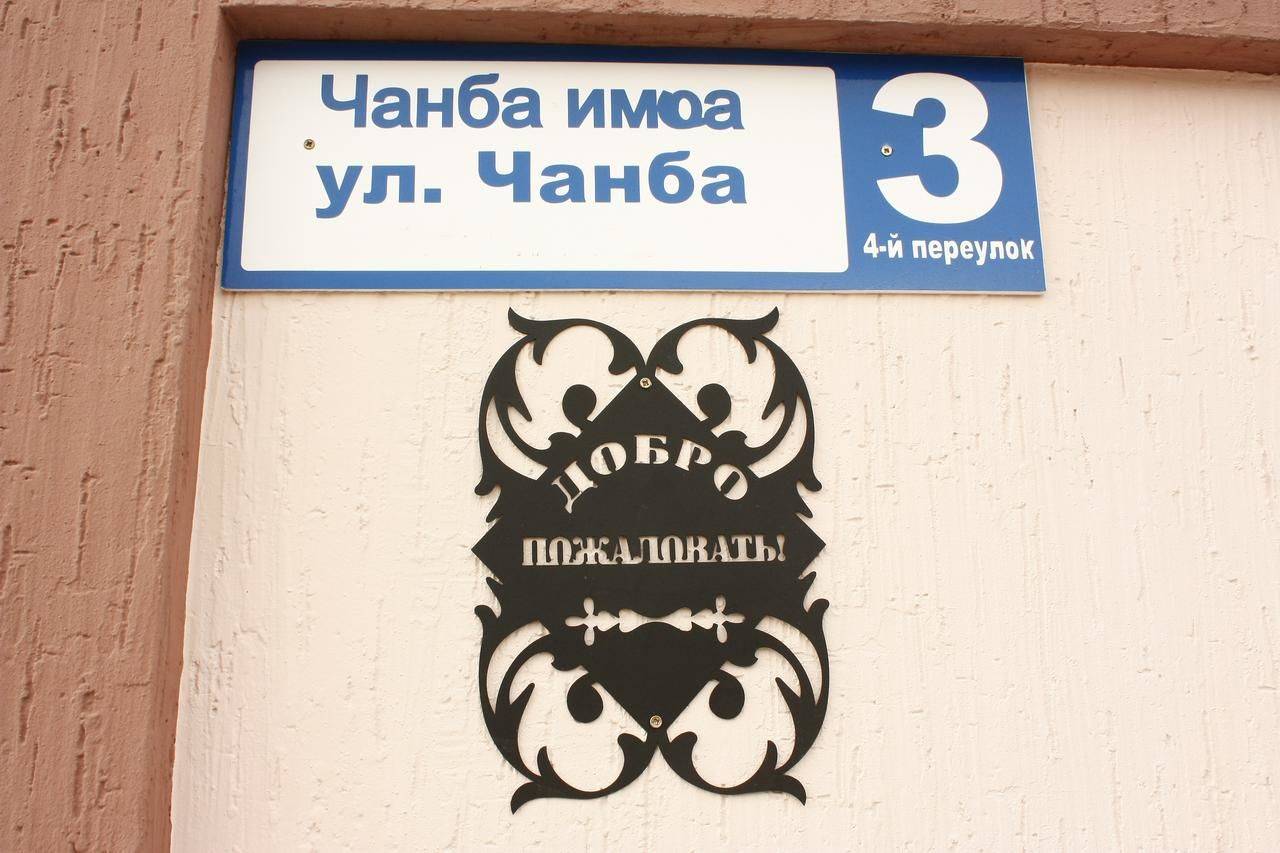 Чанба имҩа
ул. Чанба
3
4-й переулок
ДОБРО
ПОЖАЛОВАТЬ!